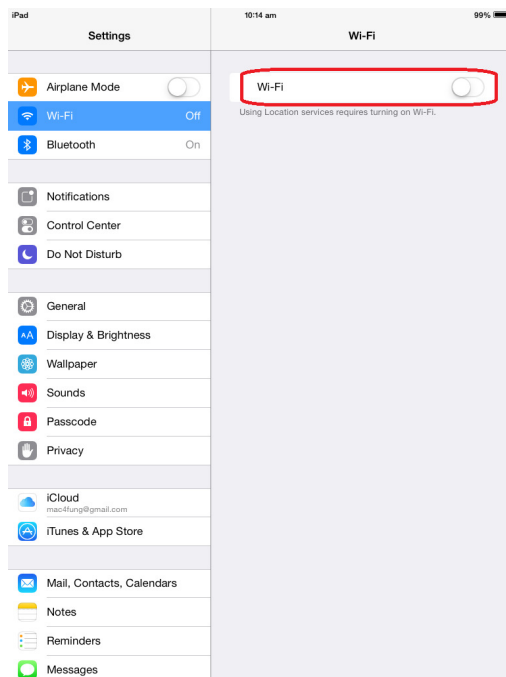 iPad 10:14 am 99%
Settings
Wi-Fi
Airplane Mode
Wi-Fi Off
Bluetooth On
Notifications
Control Center
Do Not Disturb
General
AA Display & Brightness
Wallpaper
Sounds
Passcode
Privacy
iCloud
mac4fung@gmail.com
iTunes & App Store
Mail, Contacts, Calendars
Notes
Reminders
Messages
Wi-Fi
Using Location services requires turning on Wi-Fi.